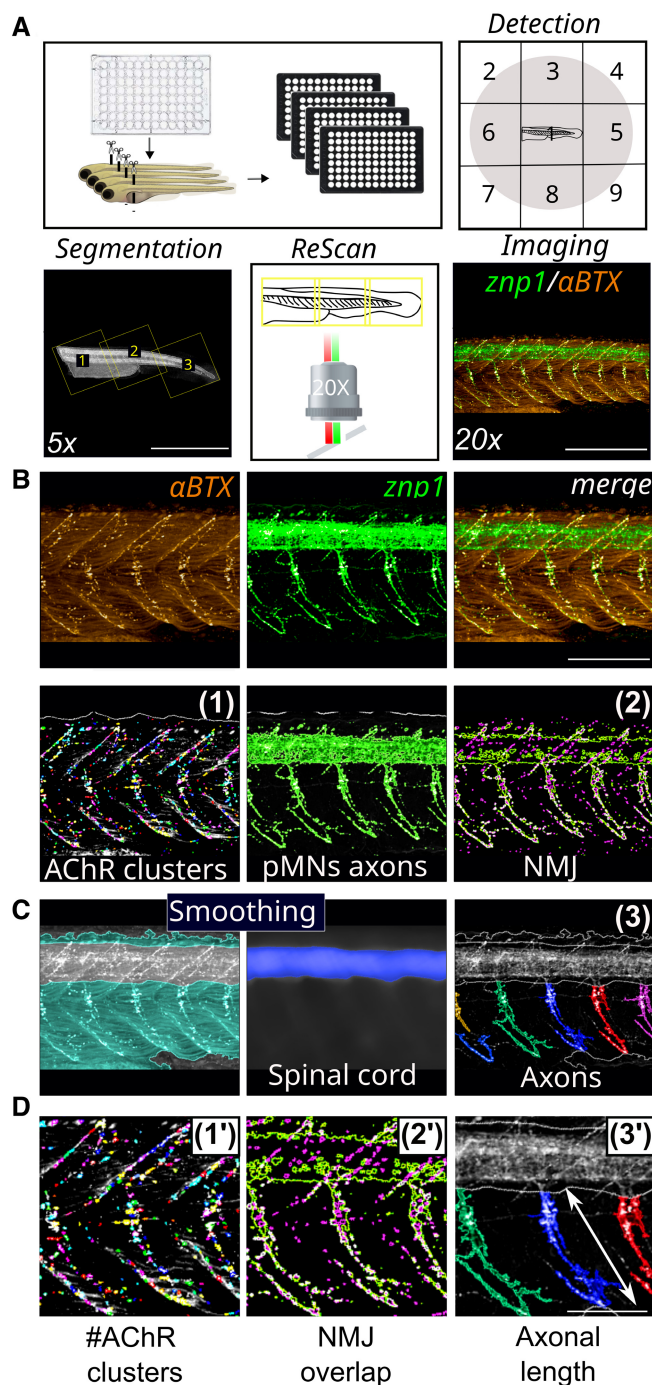 A
Detection
2 3 4
6 5
7 8 9
Segmentation
ReScan
Imaging
1
2
3
5x
20X
znp1/αBTX
20x
B
αBTX
znp1
merge
(1)
(2)
AChR clusters
pMNs axons
NMJ
C
Smoothing
(3)
Spinal cord
Axons
D
(1')
(2')
(3')
#AChR
clusters
NMJ
overlap
Axonal
length